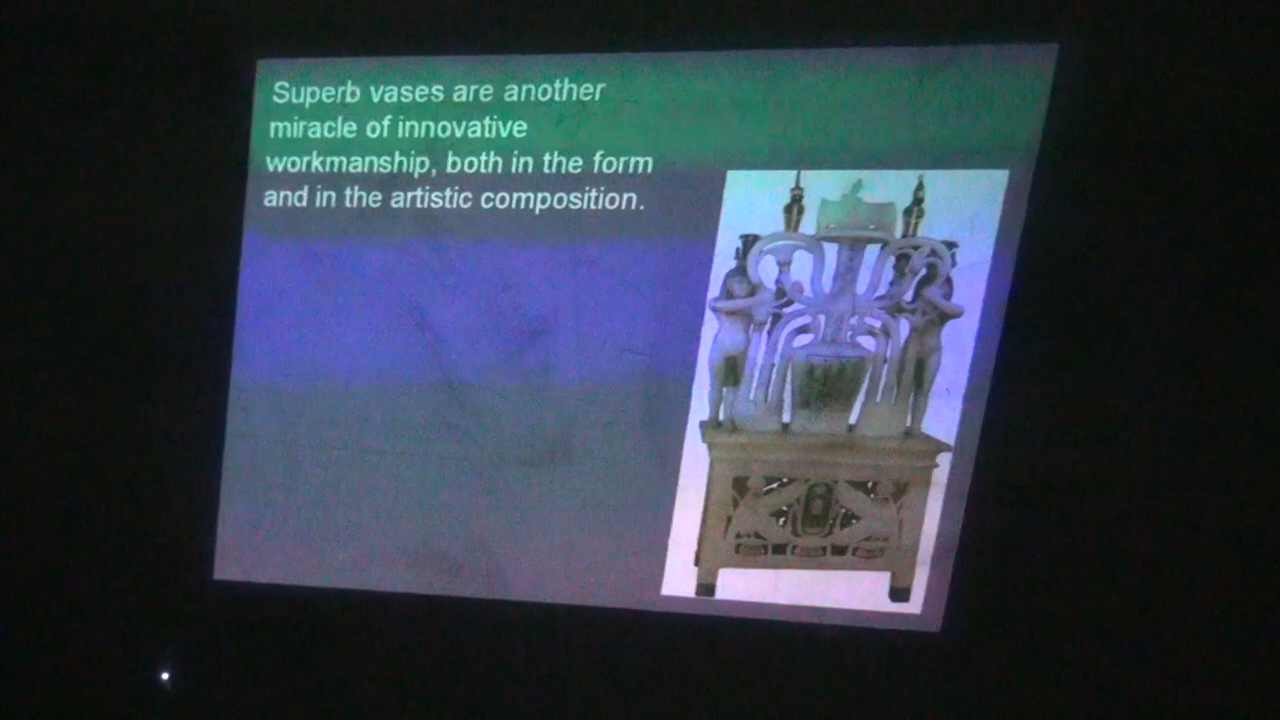 Superb vases are another
miracle of innovative
workmanship, both in the form
and in the artistic composition.